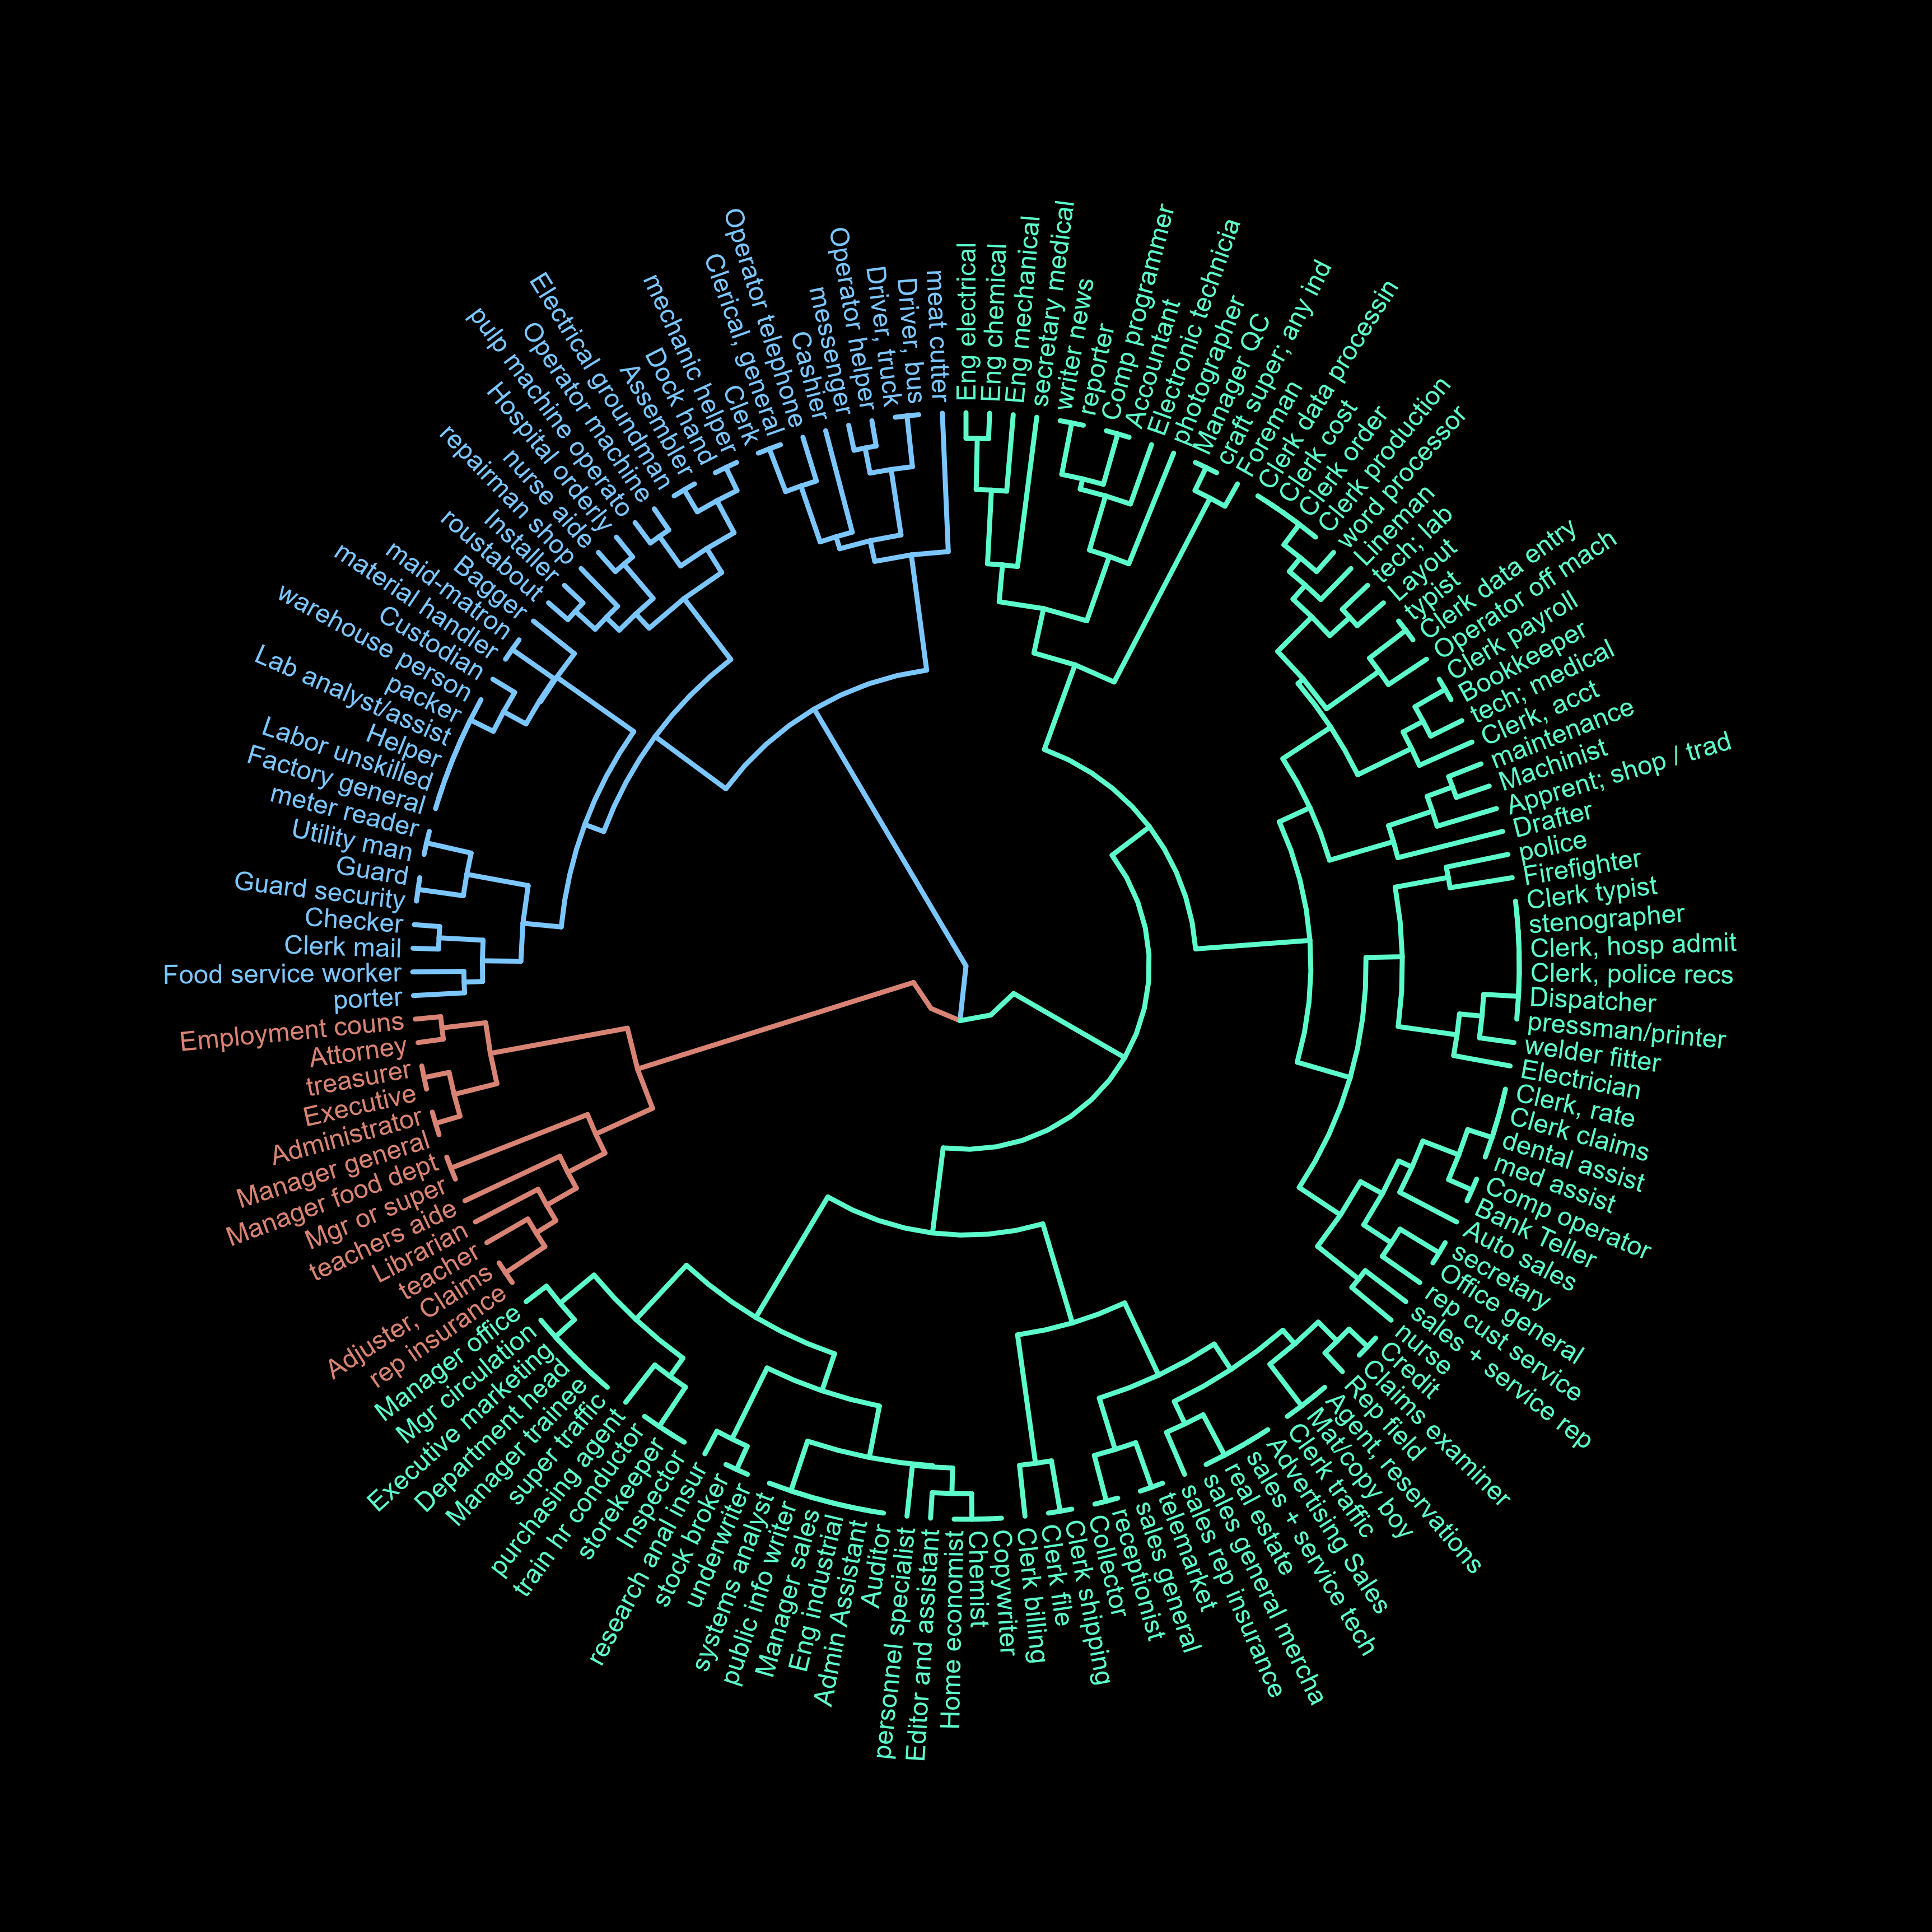 Eng electrical
Eng chemical
Eng mechanical
secretary medical
writer news
reporter
Comp programmer
Accountant
Electronic technicia
photographer
Manager QC
craft super; any ind
Foreman
Clerk data processin
Clerk cost
Clerk order
Clerk production
word processor
Lineman
tech; lab
Layout
typist
Clerk data entry
Operator off mach
Clerk payroll
Bookkeeper
tech; medical
Clerk, acct
maintenance
Machinist
Apprent; shop / trad
Drafter
police
Firefighter
Clerk typist
stenographer
Clerk, hosp admit
Clerk, police recs
Dispatcher
pressman/printer
welder fitter
Electrician
Clerk, rate
Clerk claims
dental assist
med assist
Comp operator
Bank Teller
Auto sales
secretary
Office general
rep cust service
sales + service rep
nurse
Credit
Claims examiner
Rep field
Agent, reservations
Mat/copy boy
Clerk traffic
Advertising Sales
sales + service tech
real estate
sales general mercha
sales rep insurance
telemarket
sales general
receptionist
Collector
Clerk shipping
Clerk file
Clerk billing
Copywriter
Chemist
Home economist
Editor and assistant
personnel specialist
Auditor
Admin Assistant
Eng industrial
Manager sales
public info writer
systems analyst
underwriter
stock broker
research anal insur
Inspector
storekeeper
train hr conductor
purchasing agent
super traffic
Manager trainee
Department head
Executive marketing
Mgr circulation
Manager office
rep insurance
Adjuster, Claims
teacher
Librarian
teachers aide
Mgr or super
Manager food dept
Manager general
Administrator
Executive
treasurer
Attorney
Employment couns
porter
Food service worker
Clerk mail
Checker
Guard security
Guard
Utility man
meter reader
Factory general
Labor unskilled
Helper
Lab analyst/assist
packer
warehouse person
Custodian
material handler
maid-matron
Bagger
roustabout
Installer
repairman shop
nurse aide
Hospital orderly
pulp machine operato
Operator machine
Electrical groundman
Assembler
Dock hand
mechanic helper
Clerk
Clerical, general
Operator telephone
Cashier
messenger
Operator helper
Driver, truck
Driver, bus
meat cutter